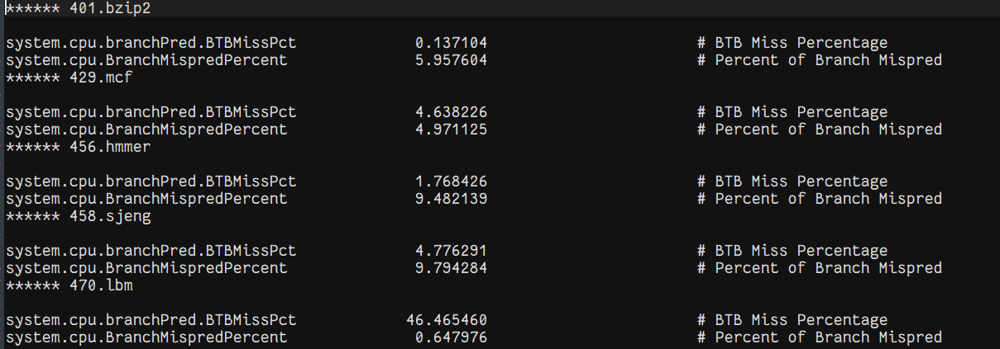 ****** 401.bzip2
system.cpu.branchPred.BTBMissPct 0.137104 # BTB Miss Percentage
system.cpu.BranchMispredPercent 5.957604 # Percent of Branch Mispred
****** 429.mcf
system.cpu.branchPred.BTBMissPct 4.638226 # BTB Miss Percentage
system.cpu.BranchMispredPercent 4.971125 # Percent of Branch Mispred
****** 456.hmmer
system.cpu.branchPred.BTBMissPct 1.768426 # BTB Miss Percentage
system.cpu.BranchMispredPercent 9.482139 # Percent of Branch Mispred
****** 458.sjeng
system.cpu.branchPred.BTBMissPct 4.776291 # BTB Miss Percentage
system.cpu.BranchMispredPercent 9.794284 # Percent of Branch Mispred
****** 470.lbm
system.cpu.branchPred.BTBMissPct 46.465460 # BTB Miss Percentage
system.cpu.BranchMispredPercent 0.647976 # Percent of Branch Mispred